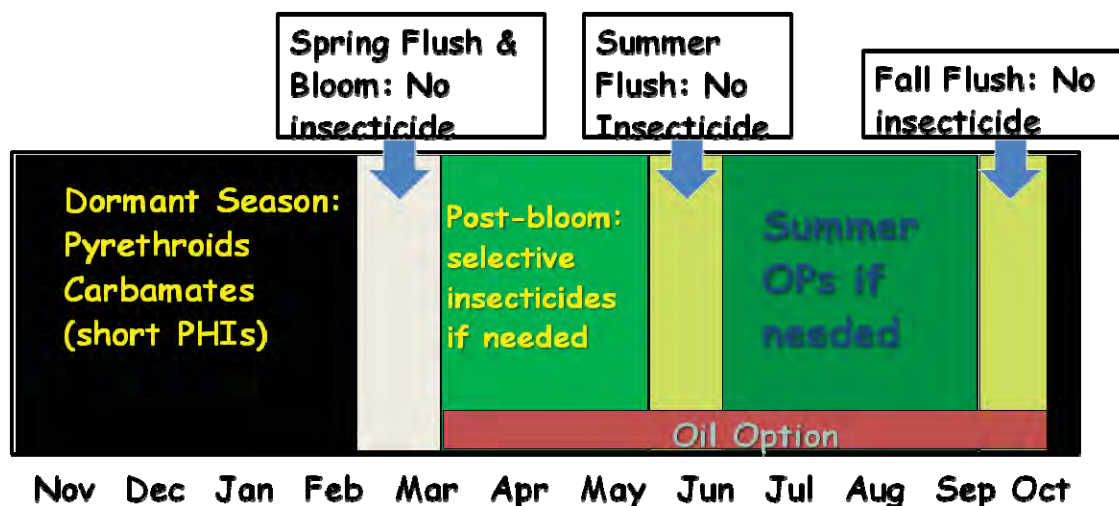 Spring Flush &
Bloom: No
insecticide
Summer
Flush: No
Insecticide
Fall Flush: No
insecticide
Dormant Season:
Pyrethroids
Carbamates
(short PHIs)
Post-bloom:
selective
insecticides
if needed
Summer
OPs if
needed
Oil Option
Nov Dec Jan Feb Mar Apr May Jun Jul Aug Sep Oct